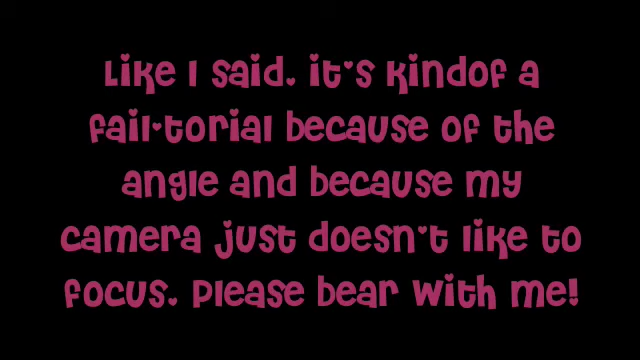 Like I said, it's kindof a
fail-torial because of the
angle and because my
camera just doesn't like to
focus. Please bear with me!